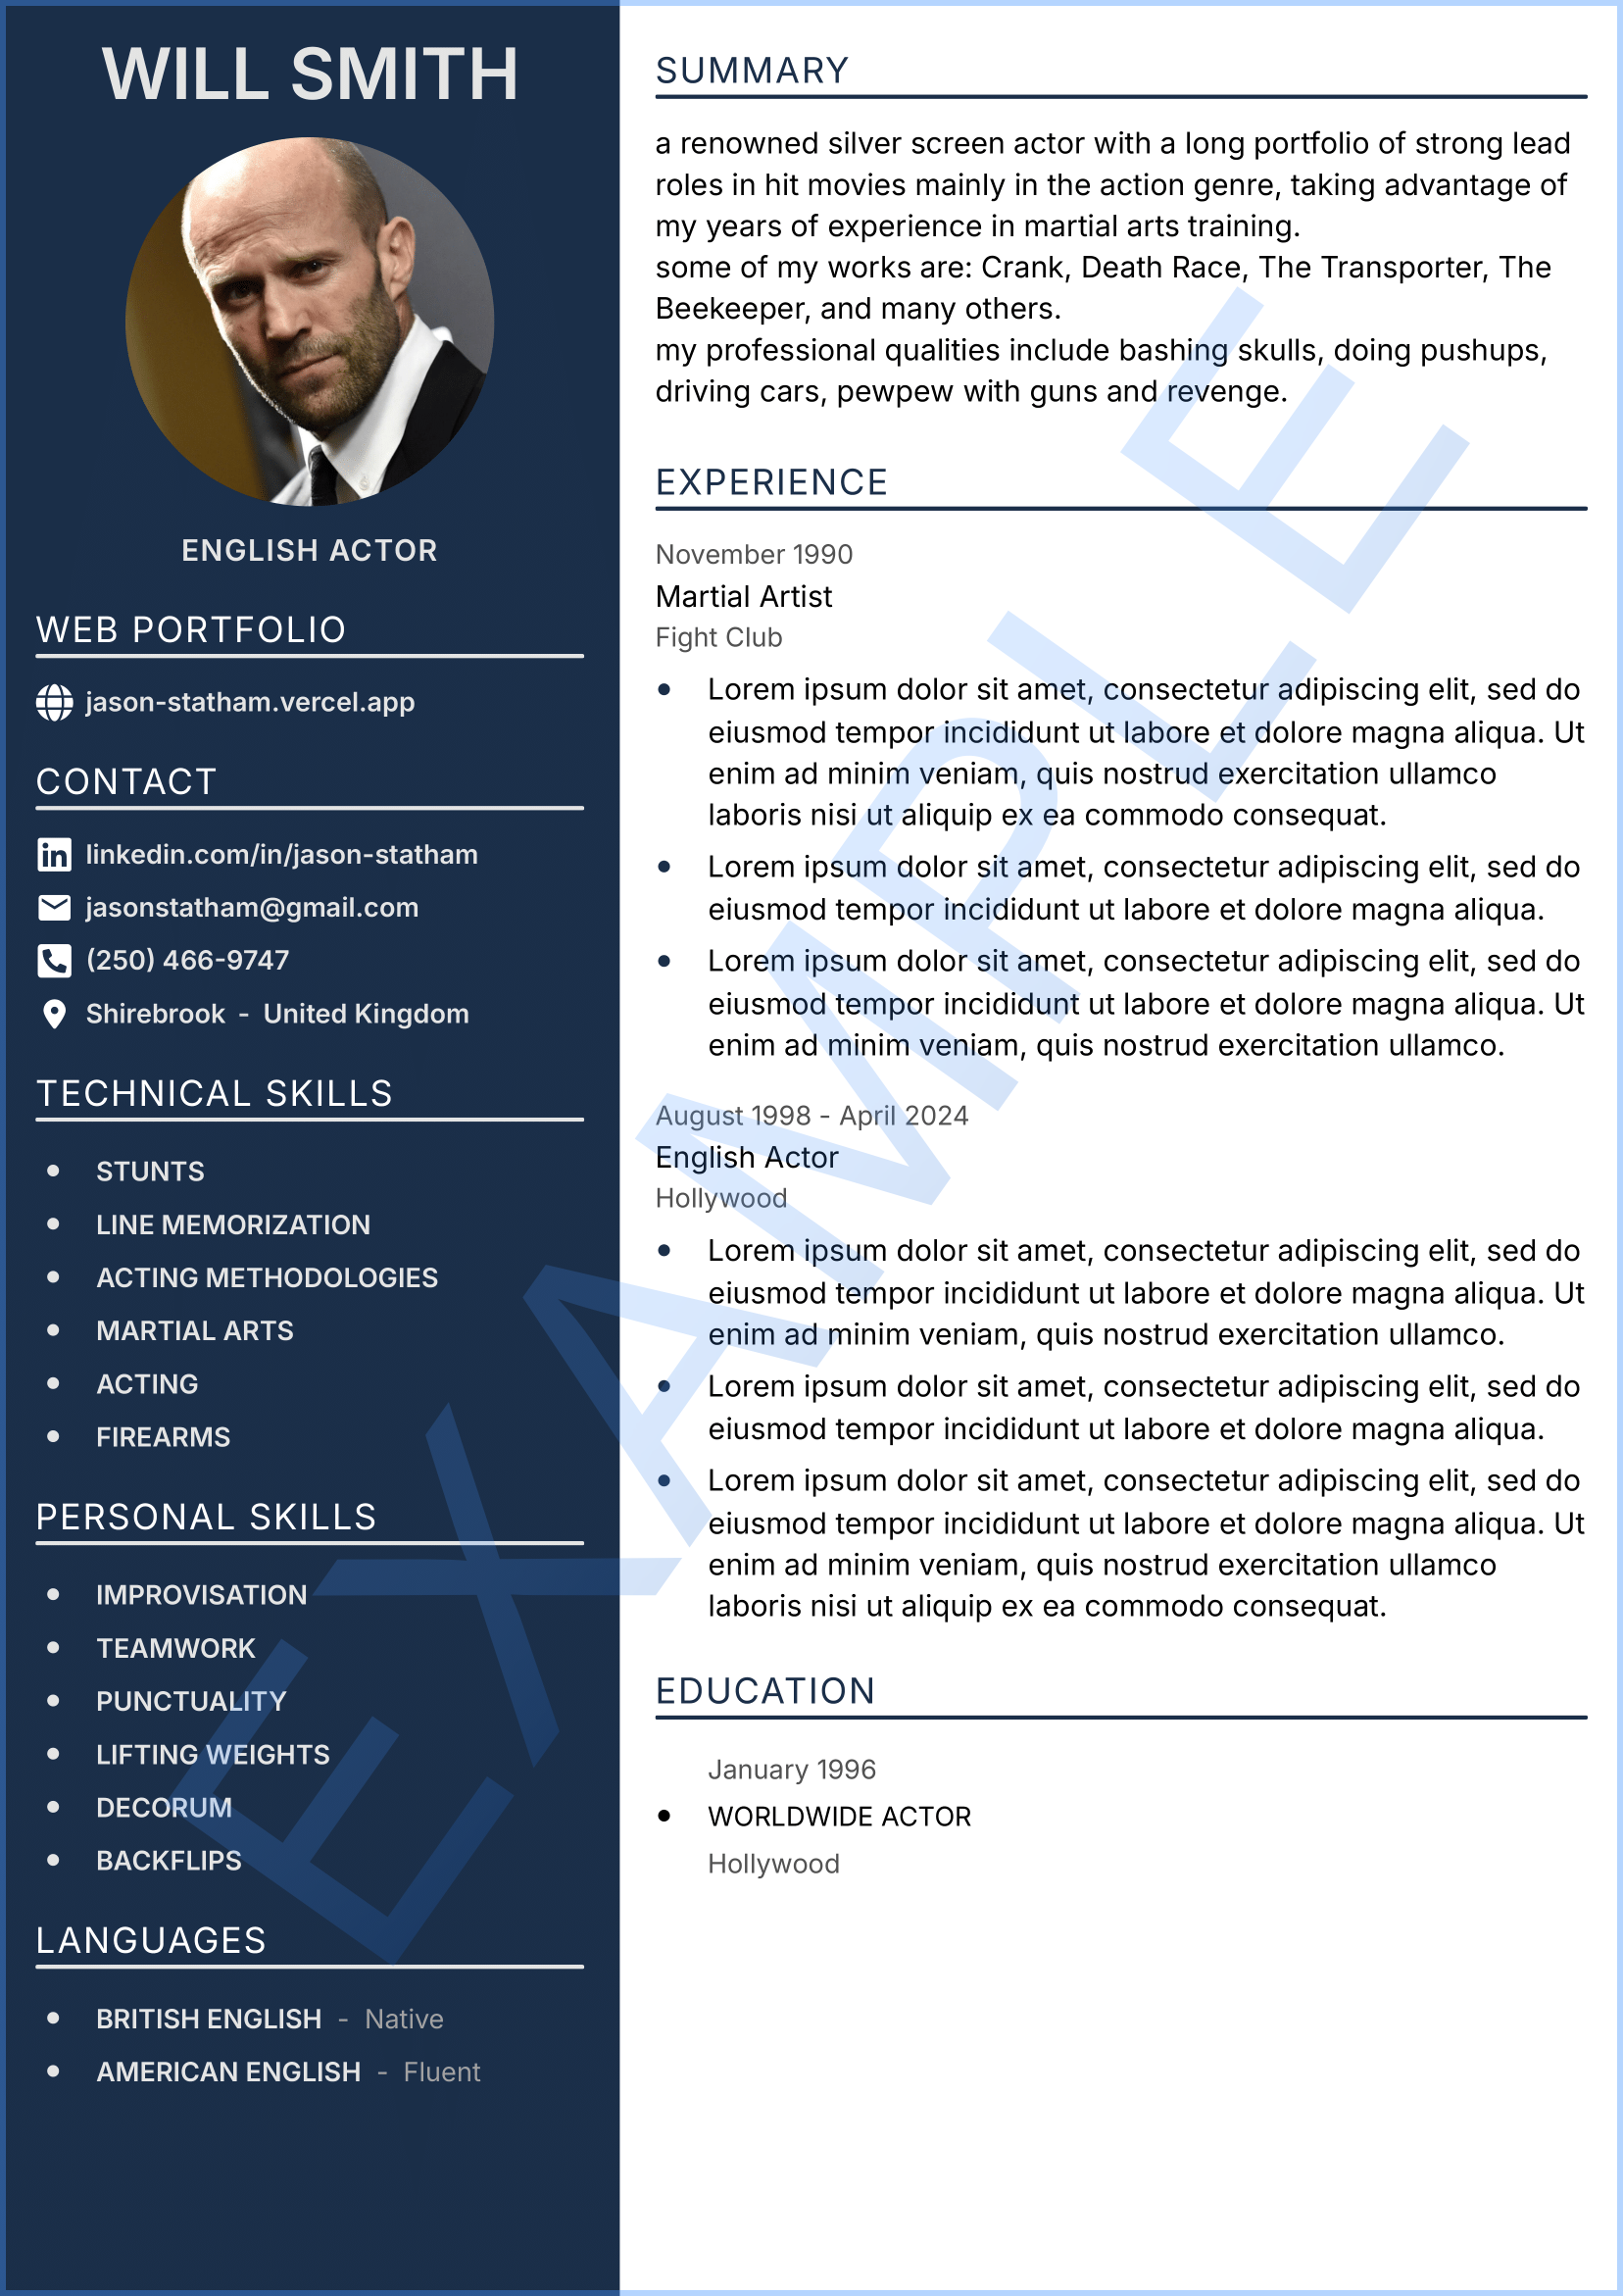 WILL SMITH
ENGLISH ACTOR
WEB PORTFOLIO
jason-statham.vercel.app
CONTACT
linkedin.com/in/jason-statham
jasonstatham@gmail.com
(250) 466-9747
Shirebrook - United Kingdom
TECHNICAL SKILLS
• STUNTS
• LINE MEMORIZATION
• ACTING METHODOLOGIES
• MARTIAL ARTS
• ACTING
• FIREARMS
PERSONAL SKILLS
• IMPROVISATION
• TEAMWORK
• PUNCTUALITY
• LIFTING WEIGHTS
• DECORUM
• BACKFLIPS
LANGUAGES
• BRITISH ENGLISH - Native
• AMERICAN ENGLISH - Fluent
SUMMARY
a renowned silver screen actor with a long portfolio of strong lead
roles in hit movies mainly in the action genre, taking advantage of
my years of experience in martial arts training.
some of my works are: Crank, Death Race, The Transporter, The
Beekeeper, and many others.
my professional qualities include bashing skulls, doing pushups,
driving cars, pewpew with guns and revenge.
EXPERIENCE
November 1990
Martial Artist
Fight Club
• Lorem ipsum dolor sit amet, consectetur adipiscing elit, sed do
eiusmod tempor incididunt ut labore et dolore magna aliqua. Ut
enim ad minim veniam, quis nostrud exercitation ullamco
laboris nisi ut aliquip ex ea commodo consequat.
• Lorem ipsum dolor sit amet, consectetur adipiscing elit, sed do
eiusmod tempor incididunt ut labore et dolore magna aliqua.
• Lorem ipsum dolor sit amet, consectetur adipiscing elit, sed do
eiusmod tempor incididunt ut labore et dolore magna aliqua. Ut
enim ad minim veniam, quis nostrud exercitation ullamco.
August 1998 - April 2024
English Actor
Hollywood
• Lorem ipsum dolor sit amet, consectetur adipiscing elit, sed do
eiusmod tempor incididunt ut labore et dolore magna aliqua. Ut
enim ad minim veniam, quis nostrud exercitation ullamco.
• Lorem ipsum dolor sit amet, consectetur adipiscing elit, sed do
eiusmod tempor incididunt ut labore et dolore magna aliqua.
• Lorem ipsum dolor sit amet, consectetur adipiscing elit, sed do
eiusmod tempor incididunt ut labore et dolore magna aliqua. Ut
enim ad minim veniam, quis nostrud exercitation ullamco
laboris nisi ut aliquip ex ea commodo consequat.
EDUCATION
January 1996
• WORLDWIDE ACTOR
Hollywood
EXAMPLE